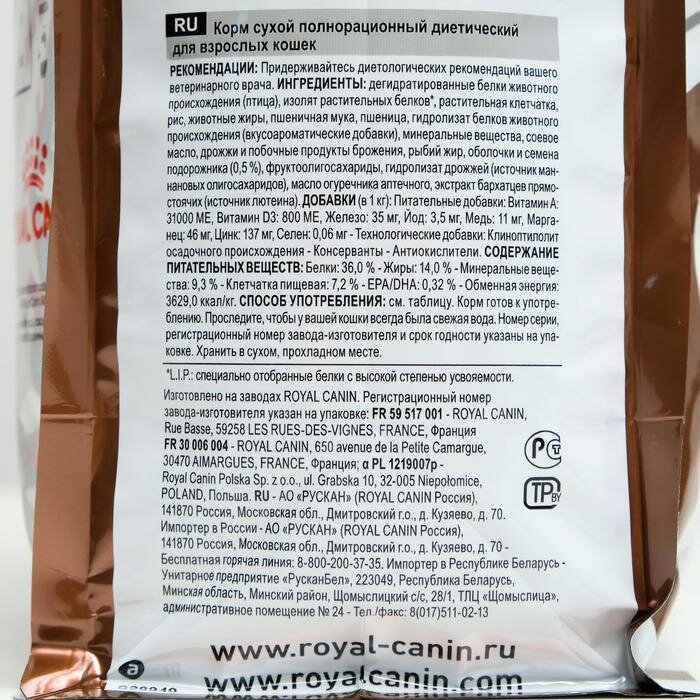 RU Корм сухой полнорационный диетический
для взрослых кошек
РЕКОМЕНДАЦИИ: Придерживайтесь диетологических рекомендаций вашего
ветеринарного врача. ИНГРЕДИЕНТЫ: дегидратированные белки животного
происхождения (птица), изолят растительных белков*, растительная клетчатка,
рис, животные жиры, пшеничная мука, пшеница, гидролизат белков животного
происхождения (вкусоароматические добавки), минеральные вещества, соевое
масло, дрожжи и побочные продукты брожения, рыбий жир, оболочки и семена
подорожника (0,5 %), фруктоолигосахариды, гидролизат дрожжей (источник ман-
нановых олигосахаридов), масло огуречника аптечного, экстракт бархатцев прямо-
стоячих (источник лютеина). ДОБАВКИ (в 1 кг): Питательные добавки: Витамин А:
31000 МЕ, Витамин D3: 800 МЕ, Железо: 35 мг, Йод: 3,5 мг, Медь: 11 мг, Марга-
нец: 46 мг, Цинк: 137 мг, Селен: 0,06 мг - Технологические добавки: Клиноптилолит
осадочного происхождения - Консерванты - Антиокислители. СОДЕРЖАНИЕ
ПИТАТЕЛЬНЫХ ВЕЩЕСТВ: Белки: 36,0 % - Жиры: 14,0 % - Минеральные веще-
ства: 9,3 % - Клетчатка пищевая: 7,2 % - EPA/DHA: 0,32 % - Обменная энергия:
3629,0 ккал/кг. СПОСОБ УПОТРЕБЛЕНИЯ: см. таблицу. Корм готов к употре-
блению. Проследите, чтобы у вашей кошки всегда была свежая вода. Номер серии,
регистрационный номер завода-изготовителя и срок годности указаны на упа-
ковке. Хранить в сухом, прохладном месте.
*L.I.P.: специально отобранные белки с высокой степенью усвояемости.
Изготовлено на заводах ROYAL CANIN. Регистрационный номер
завода-изготовителя указан на упаковке: FR 59 517 001 - ROYAL CANIN,
Rue Basse, 59258 LES RUES-DES-VIGNES, FRANCE, Франция
FR 30 006 004 - ROYAL CANIN, 650 avenue de la Petite Camargue,
30470 AIMARGUES, FRANCE, Франция; α PL 1219007p -
Royal Canin Polska Sp. z o.o., ul. Grabska 10, 32-005 Niepołomice,
POLAND, Польша. RU - АО «РУСКАН» (ROYAL CANIN Россия),
141870 Россия, Московская обл., Дмитровский г.о., д. Кузяево, д. 70.
Импортер в России - АО «РУСКАН» (ROYAL CANIN Россия),
141870 Россия, Московская обл., Дмитровский г.о., д. Кузяево, д. 70 -
Бесплатная горячая линия: 8-800-200-37-35. Импортер в Республике Беларусь -
Унитарное предприятие «РусканБел», 223049, Республика Беларусь,
Минская область, Минский район, Щомыслицкий с/с, 28/1, ТЛЦ «Щомыслица»,
административное помещение № 24 - Тел./факс: 8(017)511-02-13
РСТ
ТР BY
www.royal-canin.ru
www.royalcanin.com